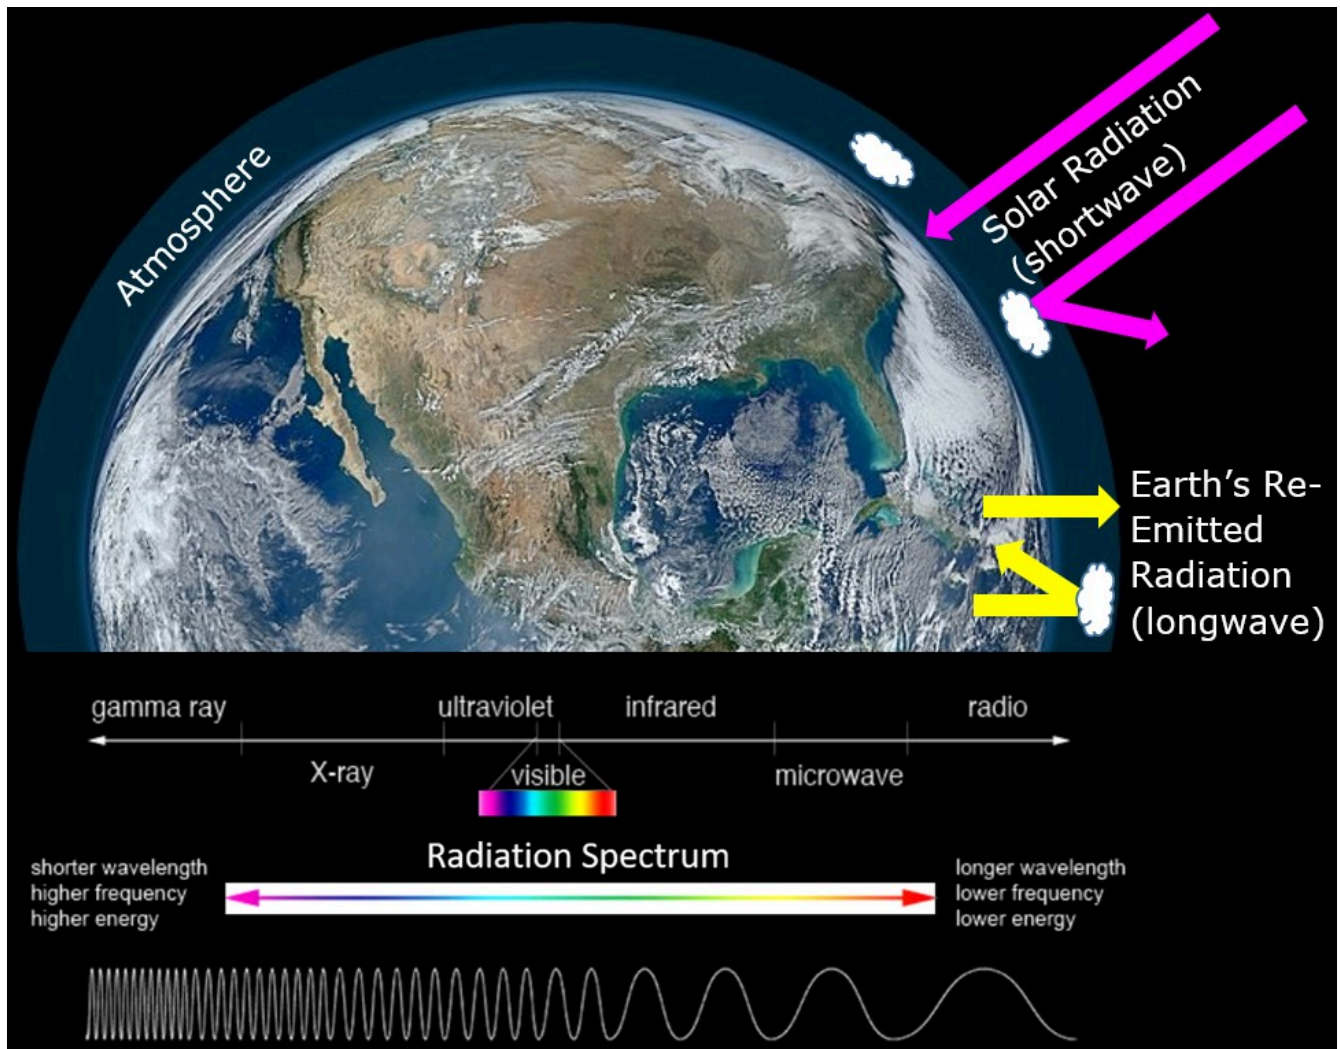 Atmosphere
Solar Radiation
(shortwave)
Earth’s Re-
Emitted
Radiation
(longwave)
gamma ray
ultraviolet
infrared
radio
X-ray
visible
microwave
Radiation Spectrum
shorter wavelength
higher frequency
higher energy
longer wavelength
lower frequency
lower energy